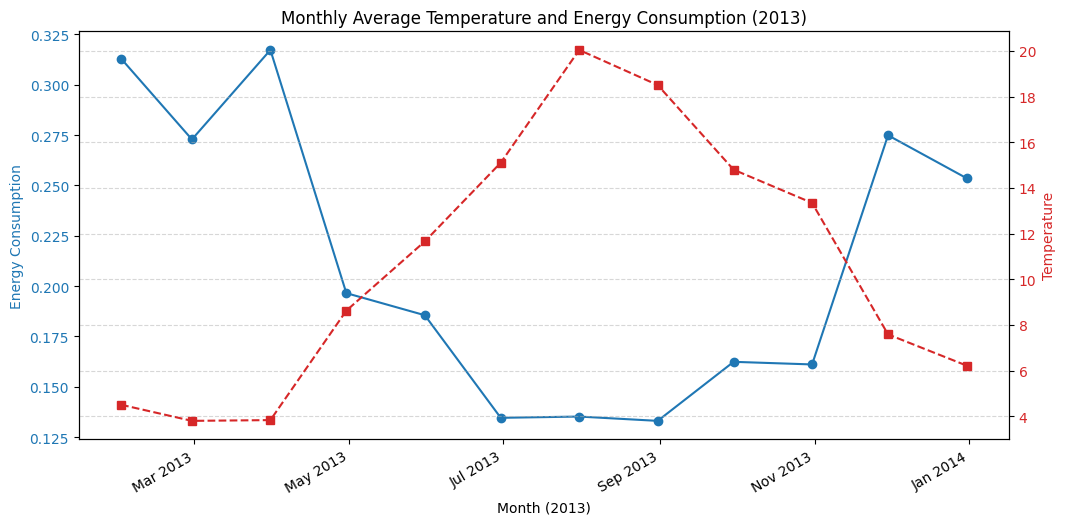 Monthly Average Temperature and Energy Consumption (2013)
Energy Consumption
0.325
0.300
0.275
0.250
0.225
0.200
0.175
0.150
0.125
20
18
16
14
12
10
8
6
4
Temperature
Mar 2013
May 2013
Jul 2013
Sep 2013
Nov 2013
Jan 2014
Month (2013)